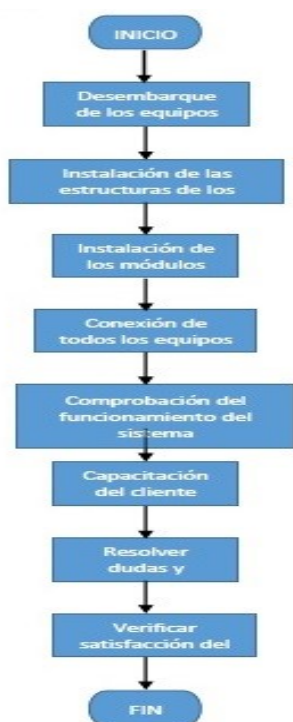 INICIO
Desembarque
de los equipos
Instalación de las
estructuras de los
Instalación de
los módulos
Conexión de
todos los equipos
Comprobación del
funcionamiento del
sistema
Capacitación
del cliente
Resolver
dudas y
Verificar
satisfacción del
FIN